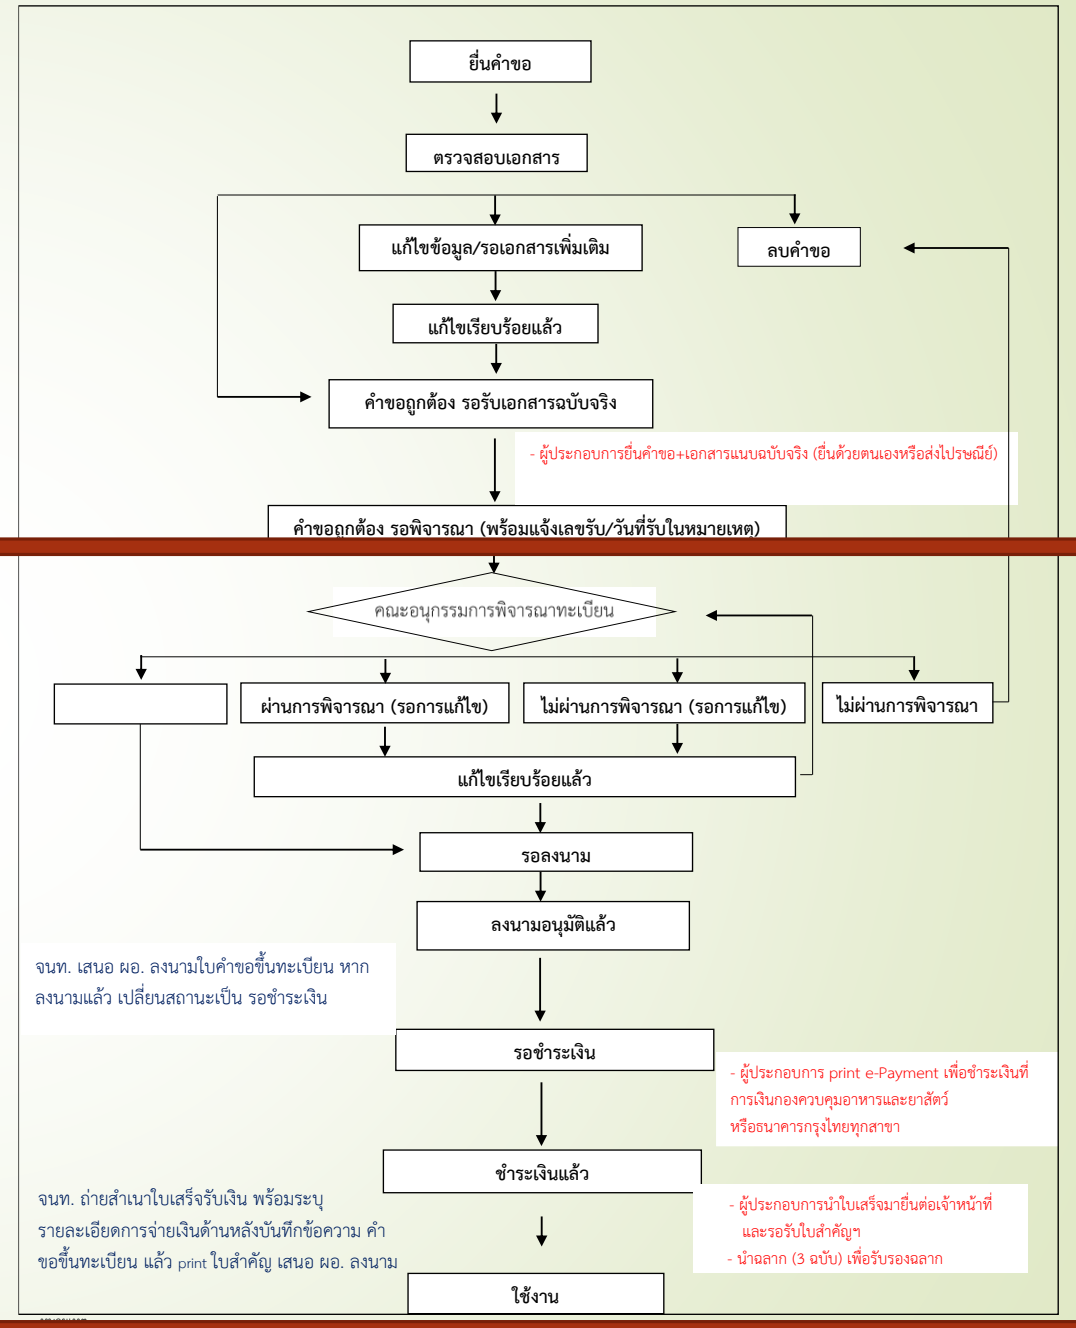 ยื่นคำขอ
ตรวจสอบเอกสาร
แก้ไขข้อมูล/รอเอกสารเพิ่มเติม
ลบคำขอ
แก้ไขเรียบร้อยแล้ว
คำขอถูกต้อง รอรับเอกสารฉบับจริง
- ผู้ประกอบการยื่นคำขอ+เอกสารแนบฉบับจริง (ยื่นด้วยตนเองหรือส่งไปรษณีย์)
คำขอถูกต้อง รอพิจารณา (พร้อมแจ้งเลขรับ/วันที่รับในหมายเหตุ)
คณะอนุกรรมการพิจารณาทะเบียน
ผ่านการพิจารณา (รอการแก้ไข)
ไม่ผ่านการพิจารณา (รอการแก้ไข)
ไม่ผ่านการพิจารณา
แก้ไขเรียบร้อยแล้ว
รอลงนาม
ลงนามอนุมัติแล้ว
จนท. เสนอ ผอ. ลงนามใบคำขอขึ้นทะเบียน หาก
ลงนามแล้ว เปลี่ยนสถานะเป็น รอชำระเงิน
รอชำระเงิน
- ผู้ประกอบการ print e-Payment เพื่อชำระเงินที่
การเงินกองควบคุมอาหารและยาสัตว์
หรือธนาคารกรุงไทยทุกสาขา
ชำระเงินแล้ว
จนท. ถ่ายสำเนาใบเสร็จรับเงิน พร้อมระบุ
รายละเอียดการจ่ายเงินด้านหลังบันทึกข้อความ คำ
ขอขึ้นทะเบียน แล้ว print ใบสำคัญ เสนอ ผอ. ลงนาม
- ผู้ประกอบการนำใบเสร็จมายื่นต่อเจ้าหน้าที่
และรอรับใบสำคัญฯ
- นำฉลาก (3 ฉบับ) เพื่อรับรองฉลาก
ใช้งาน